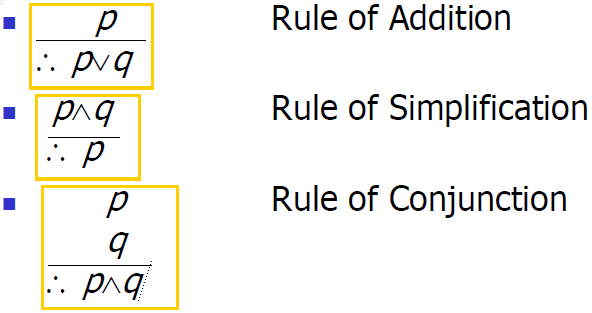 p Rule of Addition
∴ p∨q
p∧q Rule of Simplification
∴ p
p Rule of Conjunction
q
∴ p∧q